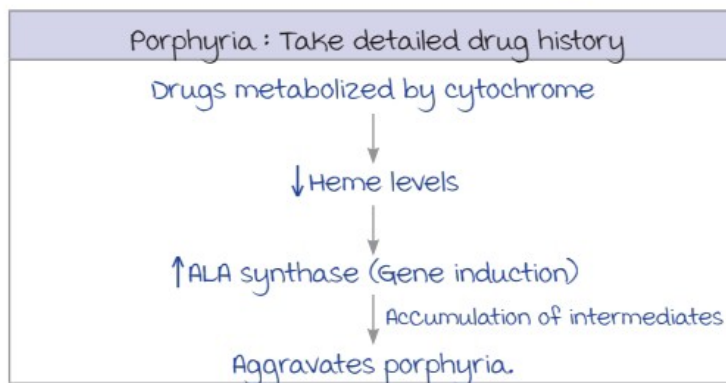 Porphyria : Take detailed drug history
Drugs metabolized by cytochrome
↓ Heme levels
↑ ALA synthase (Gene induction)
Accumulation of intermediates
Aggravates porphyria.